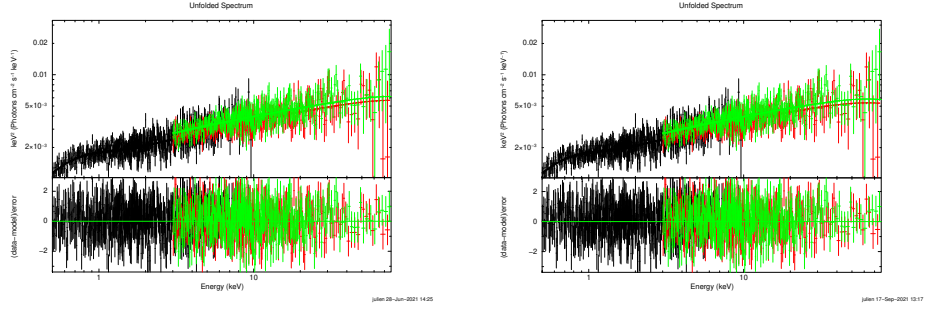 Unfolded Spectrum
keV² (Photons cm⁻² s⁻¹ keV⁻¹)
0.02
0.01
5×10⁻³
2×10⁻³
(data−model)/error
2
0
−2
1
10
Energy (keV)
julien 28−Jun−2021 14:25
Unfolded Spectrum
keV² (Photons cm⁻² s⁻¹ keV⁻¹)
0.02
0.01
5×10⁻³
2×10⁻³
(data−model)/error
2
0
−2
1
10
Energy (keV)
julien 17−Sep−2021 13:17